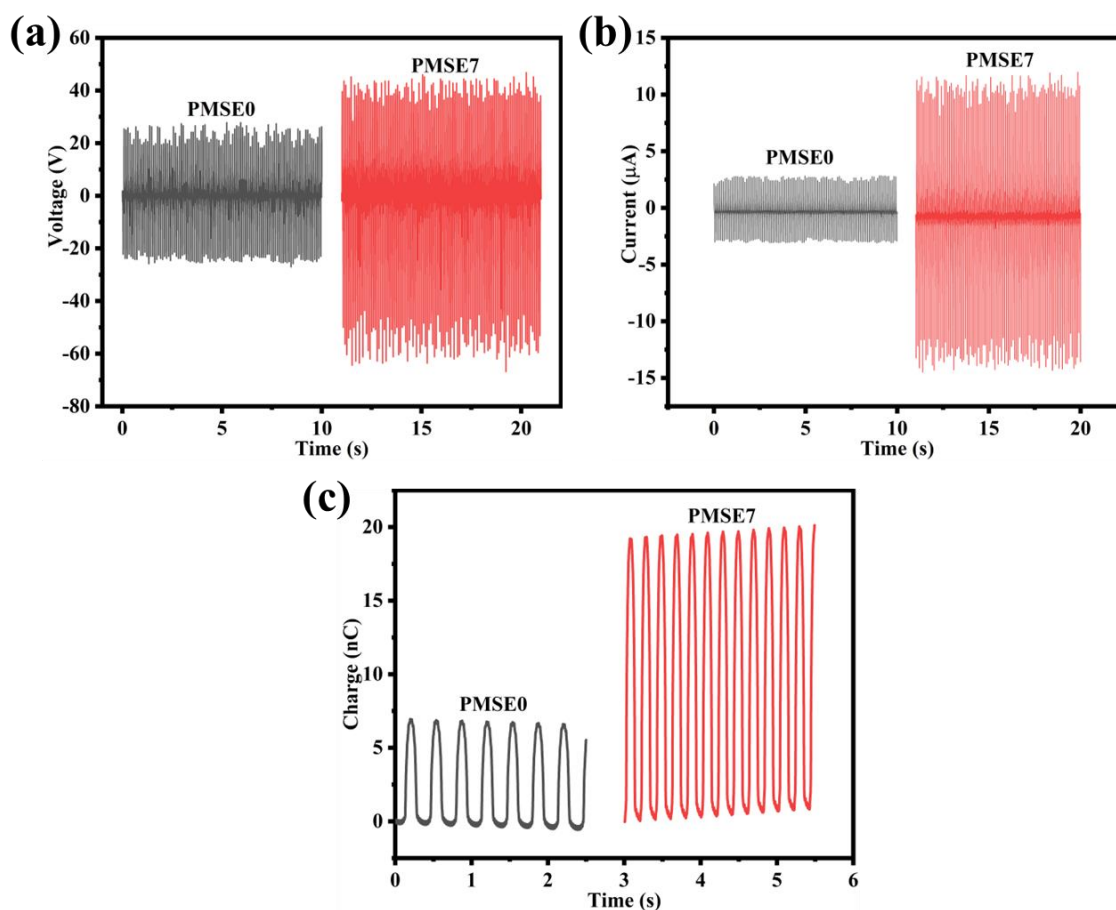 (a)
60
40
20
0
-20
-40
-60
-80
Voltage (V)
PMSE0
PMSE7
0
5
10
15
20
Time (s)
(b)
15
10
5
0
-5
-10
-15
Current (μA)
PMSE0
PMSE7
0
5
10
15
20
Time (s)
(c)
20
15
10
5
0
Charge (nC)
PMSE0
PMSE7
0
1
2
3
4
5
6
Time (s)